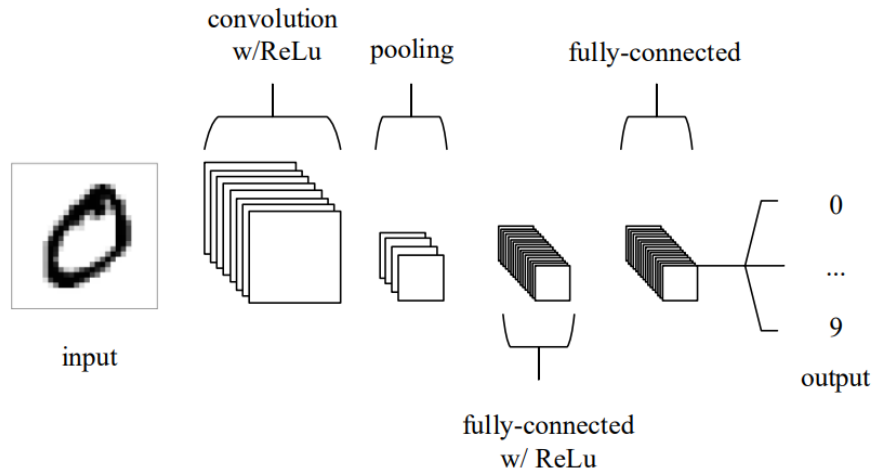 convolution
w/ReLu
pooling
fully-connected
input
0
...
9
output
fully-connected
w/ ReLu